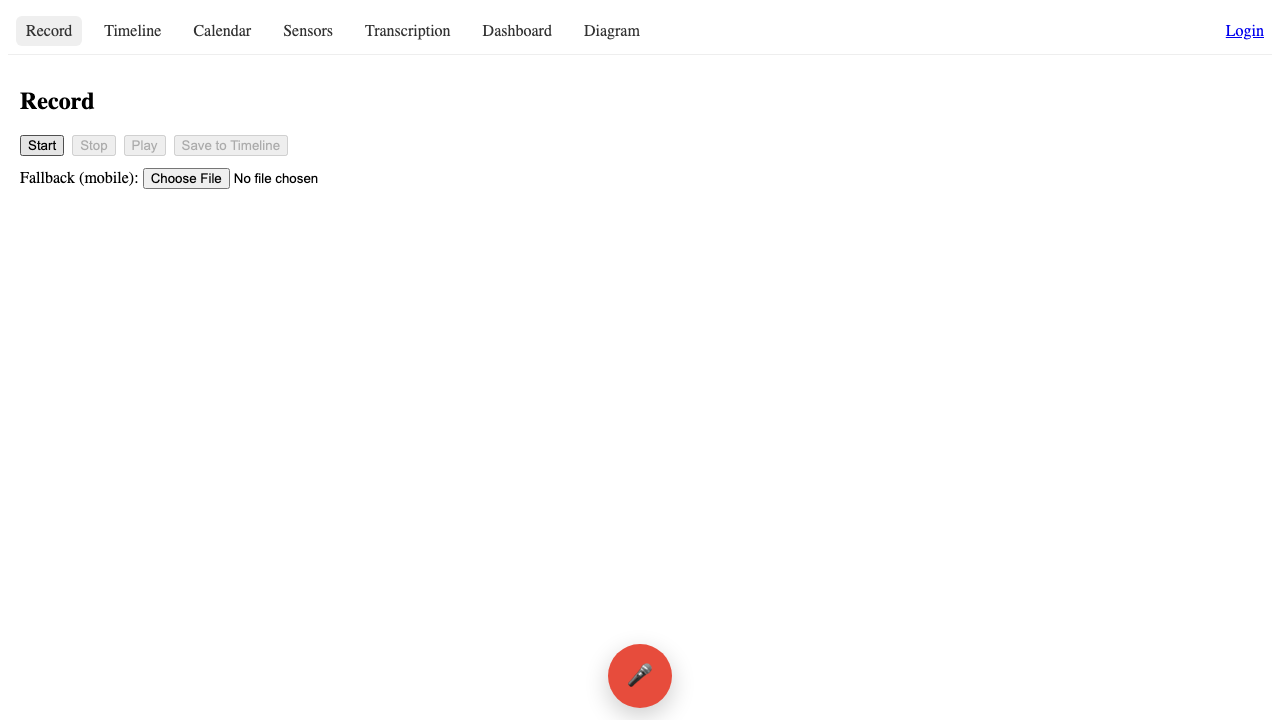 Record Timeline Calendar Sensors Transcription Dashboard Diagram Login
Record
Start Stop Play Save to Timeline
Fallback (mobile): Choose File No file chosen